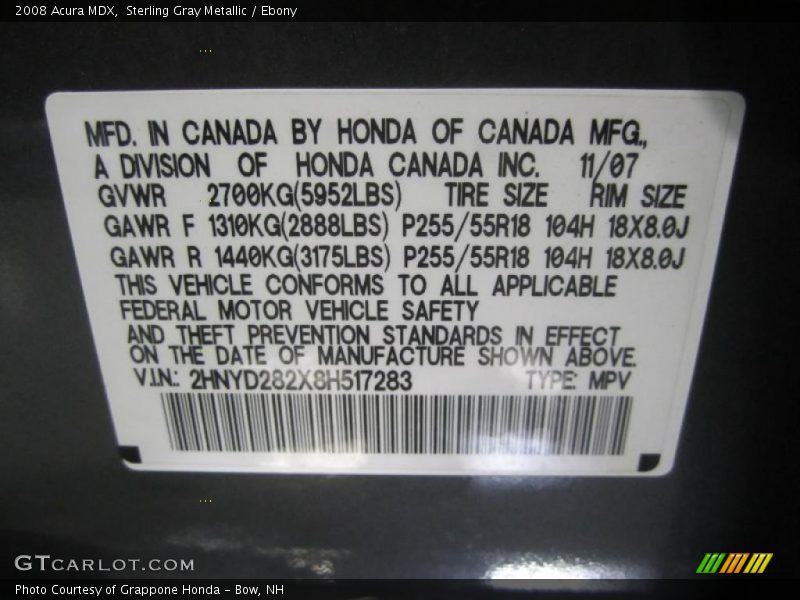 2008 Acura MDX,  Sterling Gray Metallic / Ebony
MFD. IN CANADA BY HONDA OF CANADA MFG.,
A DIVISION OF HONDA CANADA INC. 11/07
GVWR 2700KG(5952LBS) TIRE SIZE RIM SIZE
GAWR F 1310KG(2888LBS) P255/55R18 104H 18X8.0J
GAWR R 1440KG(3175LBS) P255/55R18 104H 18X8.0J
THIS VEHICLE CONFORMS TO ALL APPLICABLE
FEDERAL MOTOR VEHICLE SAFETY
AND THEFT PREVENTION STANDARDS IN EFFECT
ON THE DATE OF MANUFACTURE SHOWN ABOVE.
V.I.N.: 2HNYD282X8H517283 TYPE: MPV
GTCARLOT.COM
Photo Courtesy of Grappone Honda - Bow, NH